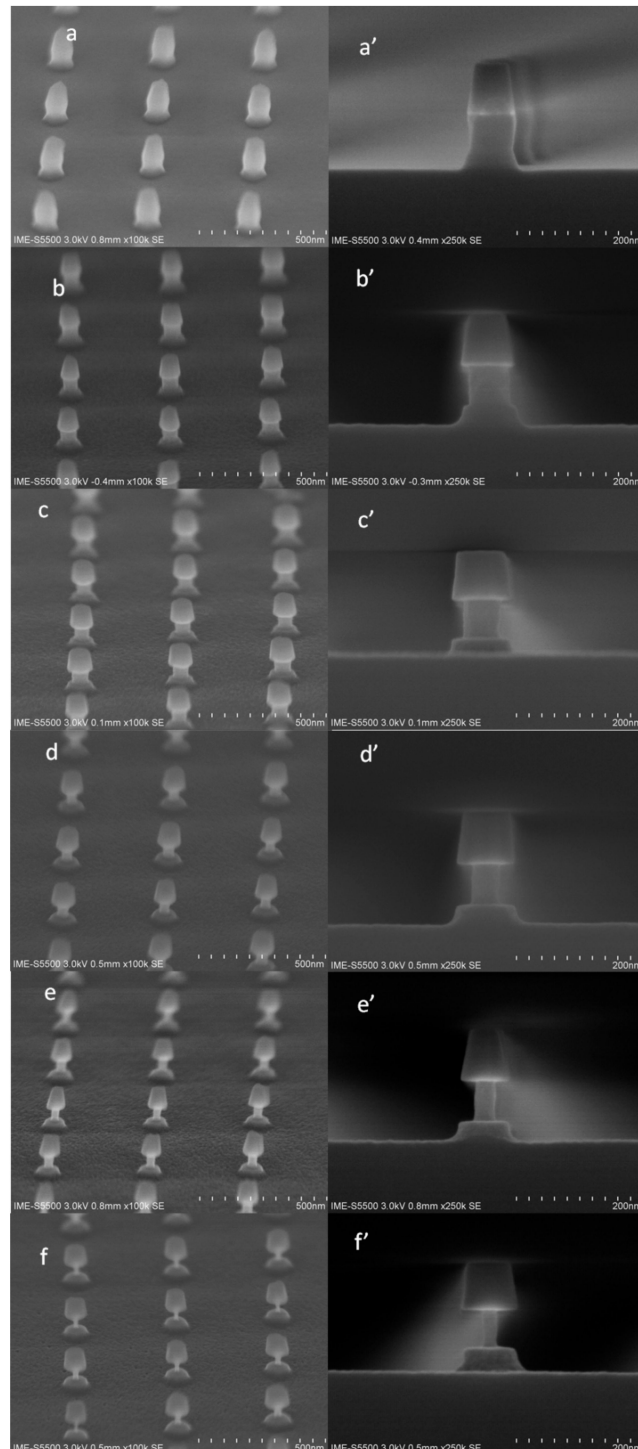 a
a’
IME-S5500 3.0kV 0.8mm x100k SE
500nm
IME-S5500 3.0kV 0.4mm x250k SE
200nm
b
b’
IME-S5500 3.0kV -0.4mm x100k SE
500nm
IME-S5500 3.0kV -0.3mm x250k SE
200nm
c
c’
IME-S5500 3.0kV 0.1mm x100k SE
500nm
IME-S5500 3.0kV 0.1mm x250k SE
200nm
d
d’
IME-S5500 3.0kV 0.5mm x100k SE
500nm
IME-S5500 3.0kV 0.5mm x250k SE
200nm
e
e’
IME-S5500 3.0kV 0.8mm x100k SE
500nm
IME-S5500 3.0kV 0.8mm x250k SE
200nm
f
f’
IME-S5500 3.0kV 0.5mm x100k SE
500nm
IME-S5500 3.0kV 0.5mm x250k SE
200nm